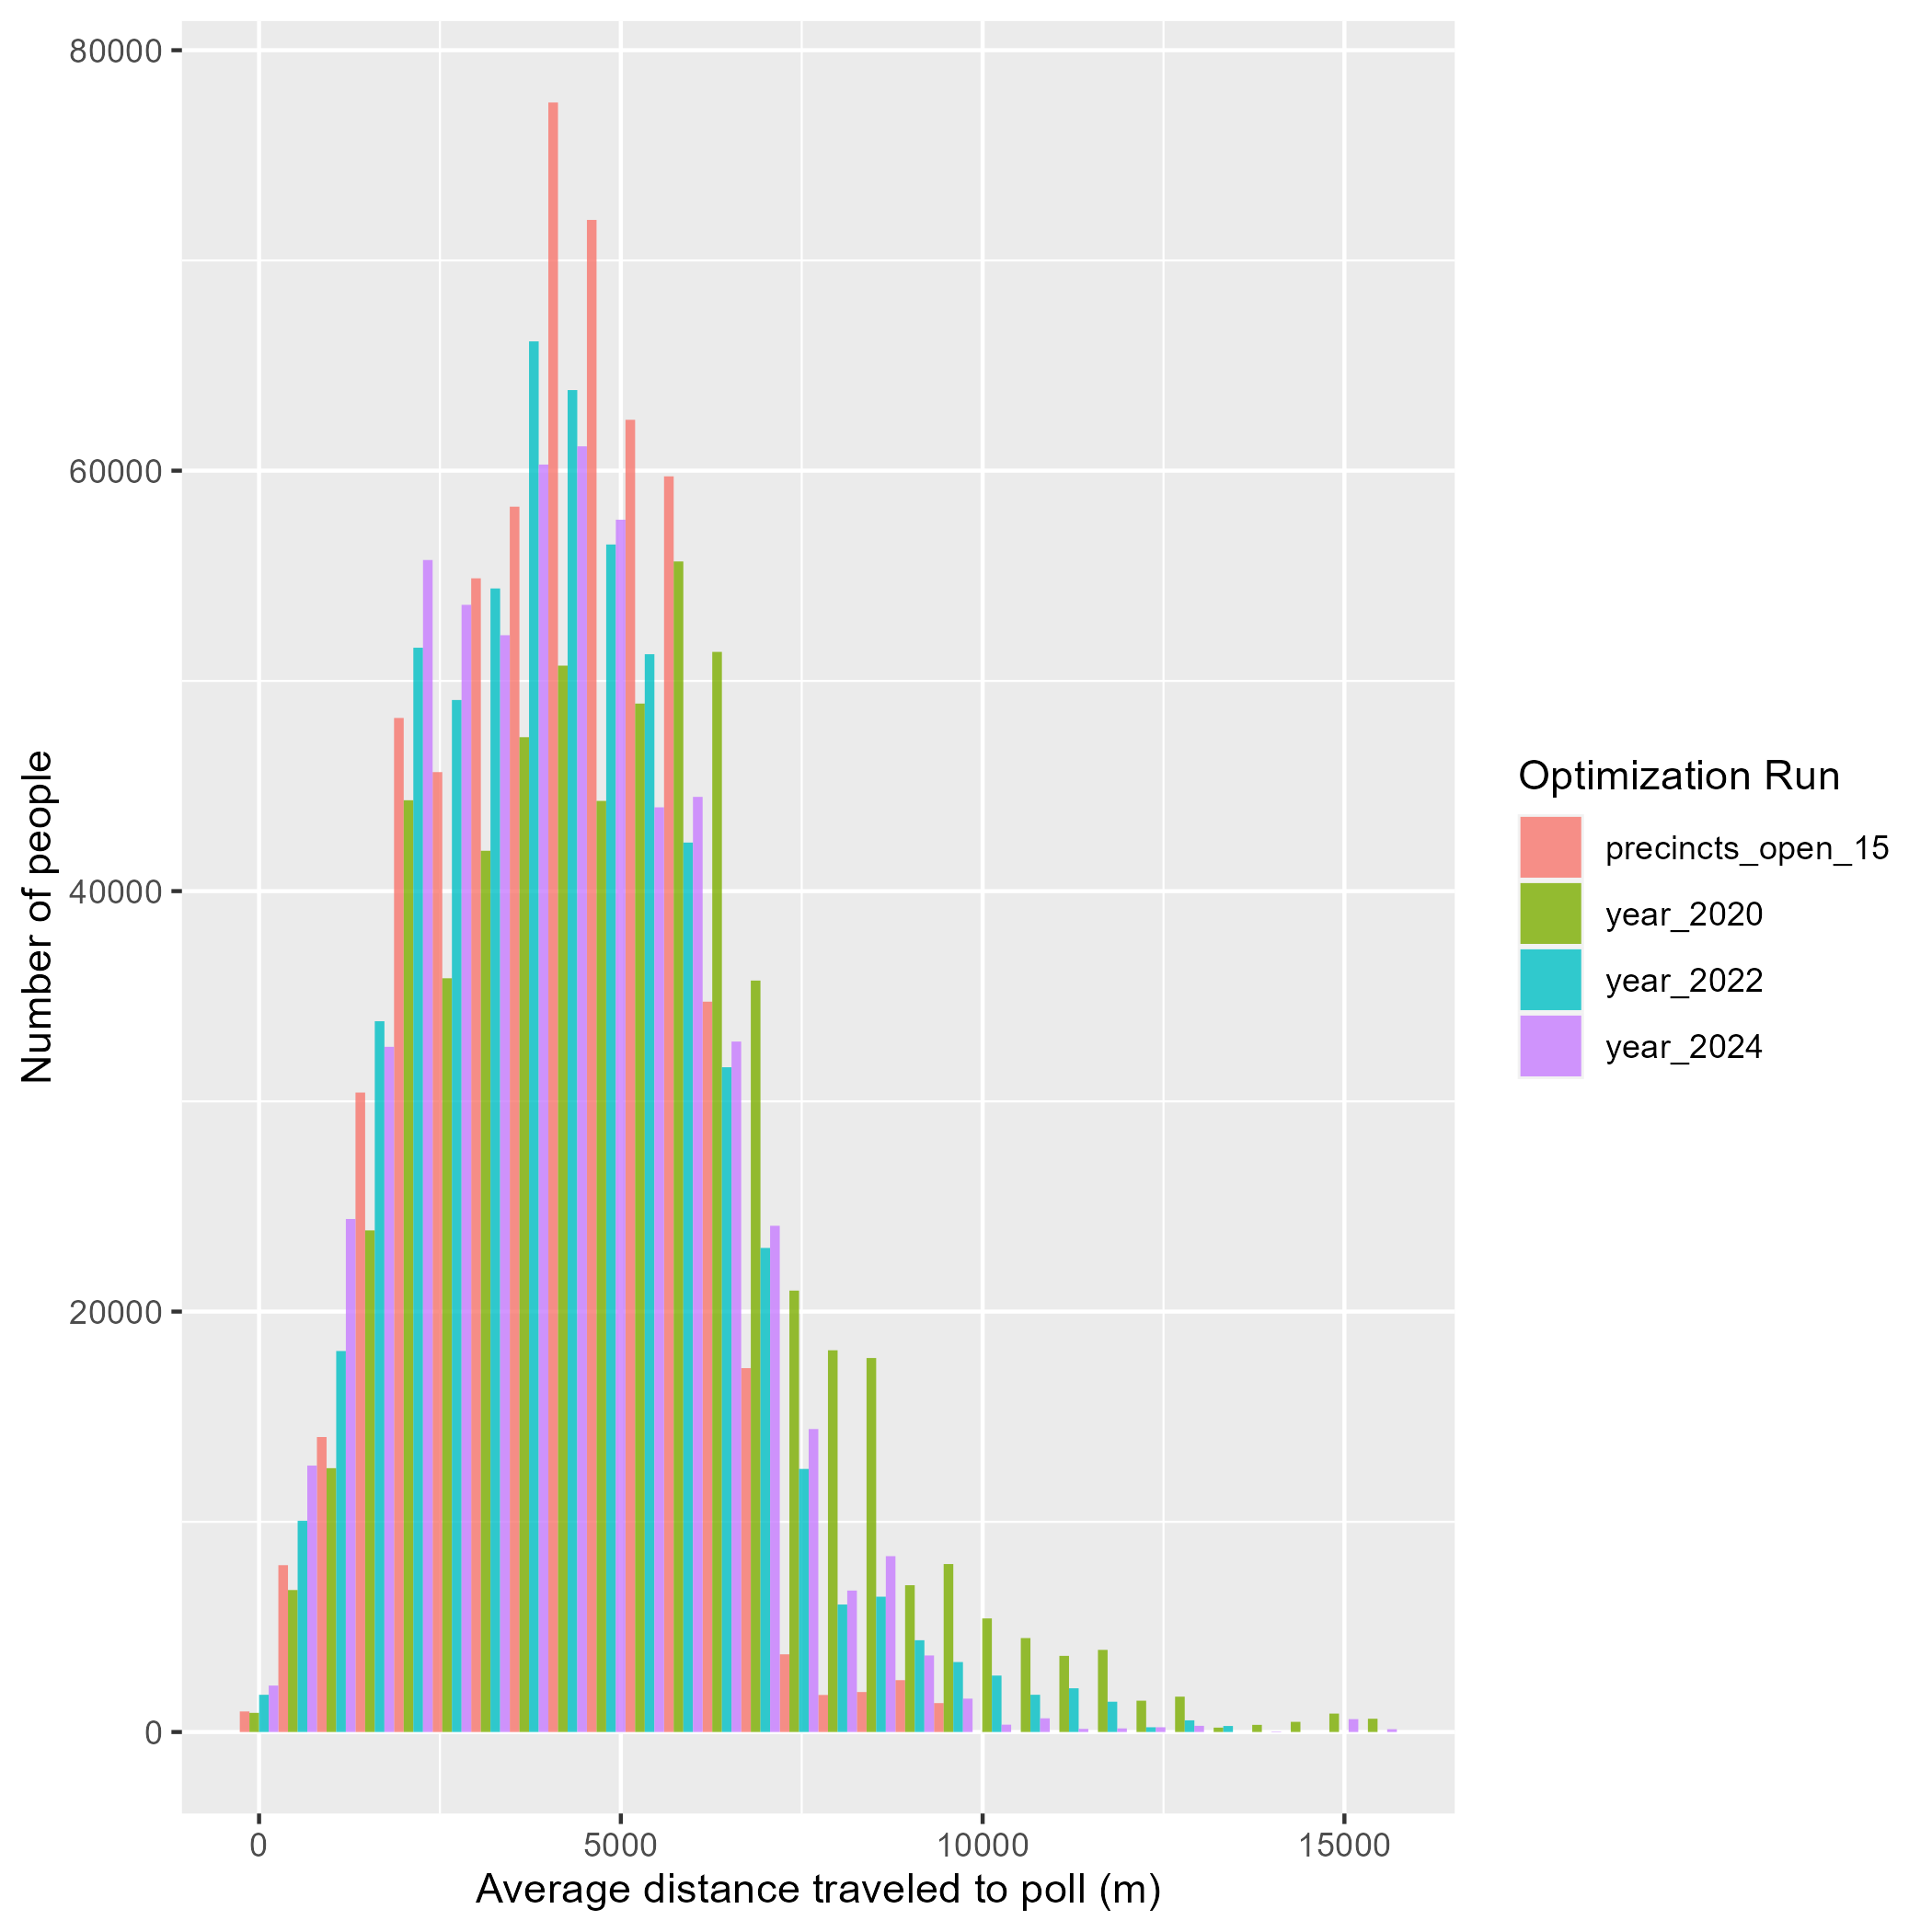 80000
60000
40000
20000
0
Number of people
0 5000 10000 15000
Average distance traveled to poll (m)
Optimization Run
precincts_open_15
year_2020
year_2022
year_2024